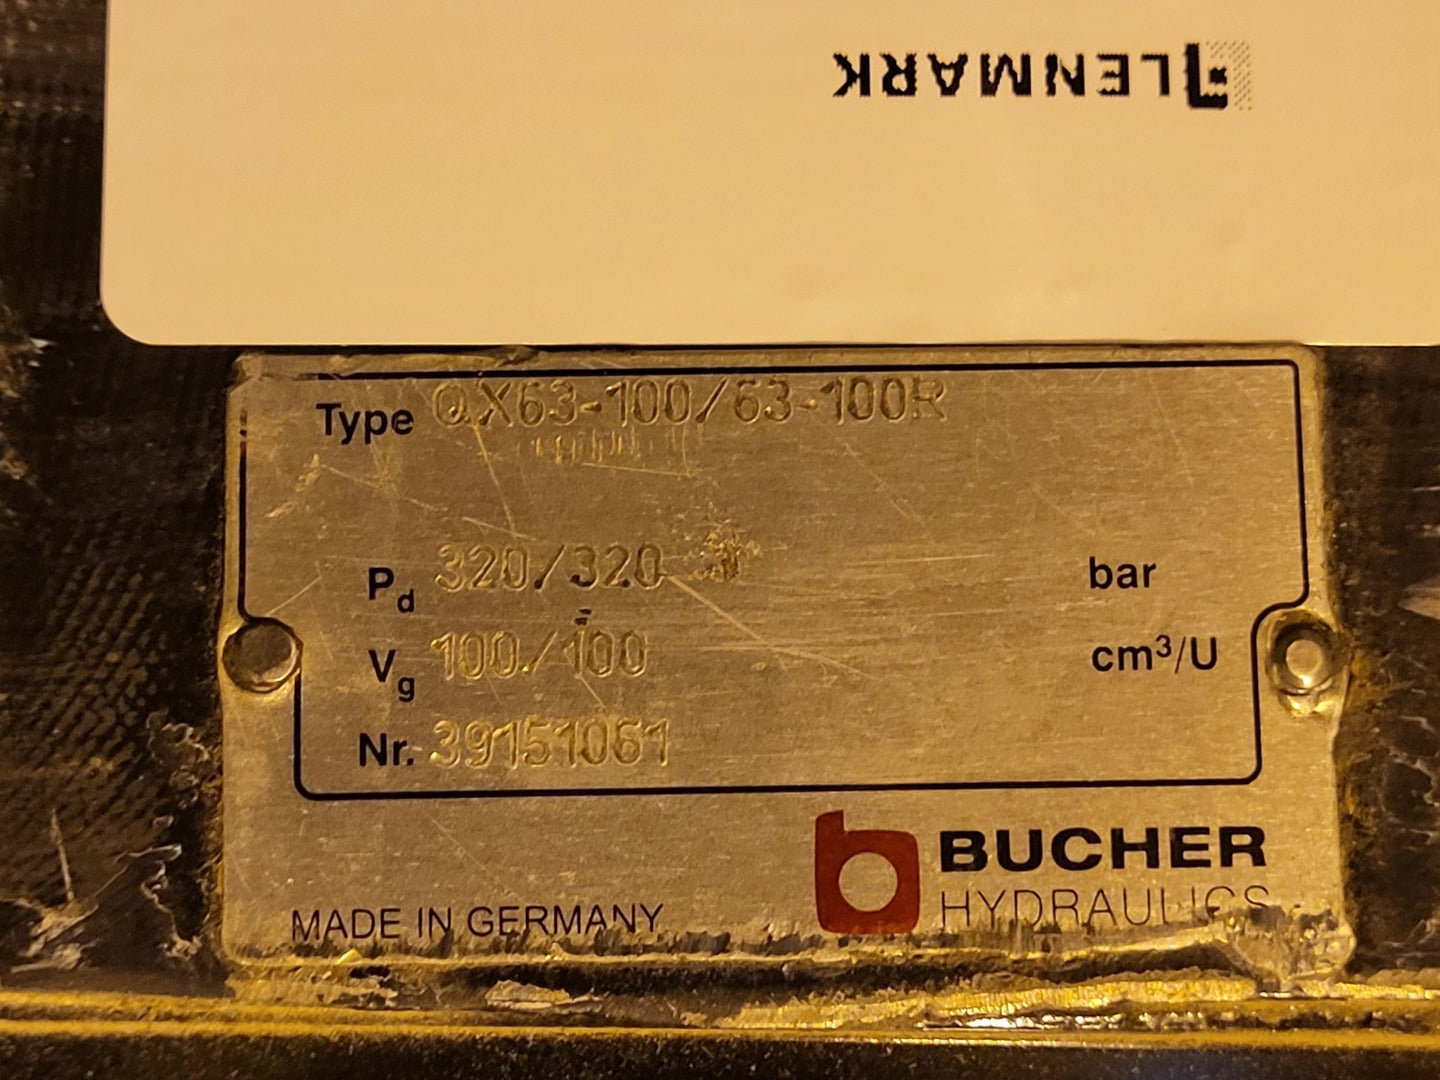 LENMARK
Type QX63-100/63-100R
Pd 320/320 bar
Vg 100/100 cm³/U
Nr. 39151061
BUCHER
HYDRAULICS
MADE IN GERMANY